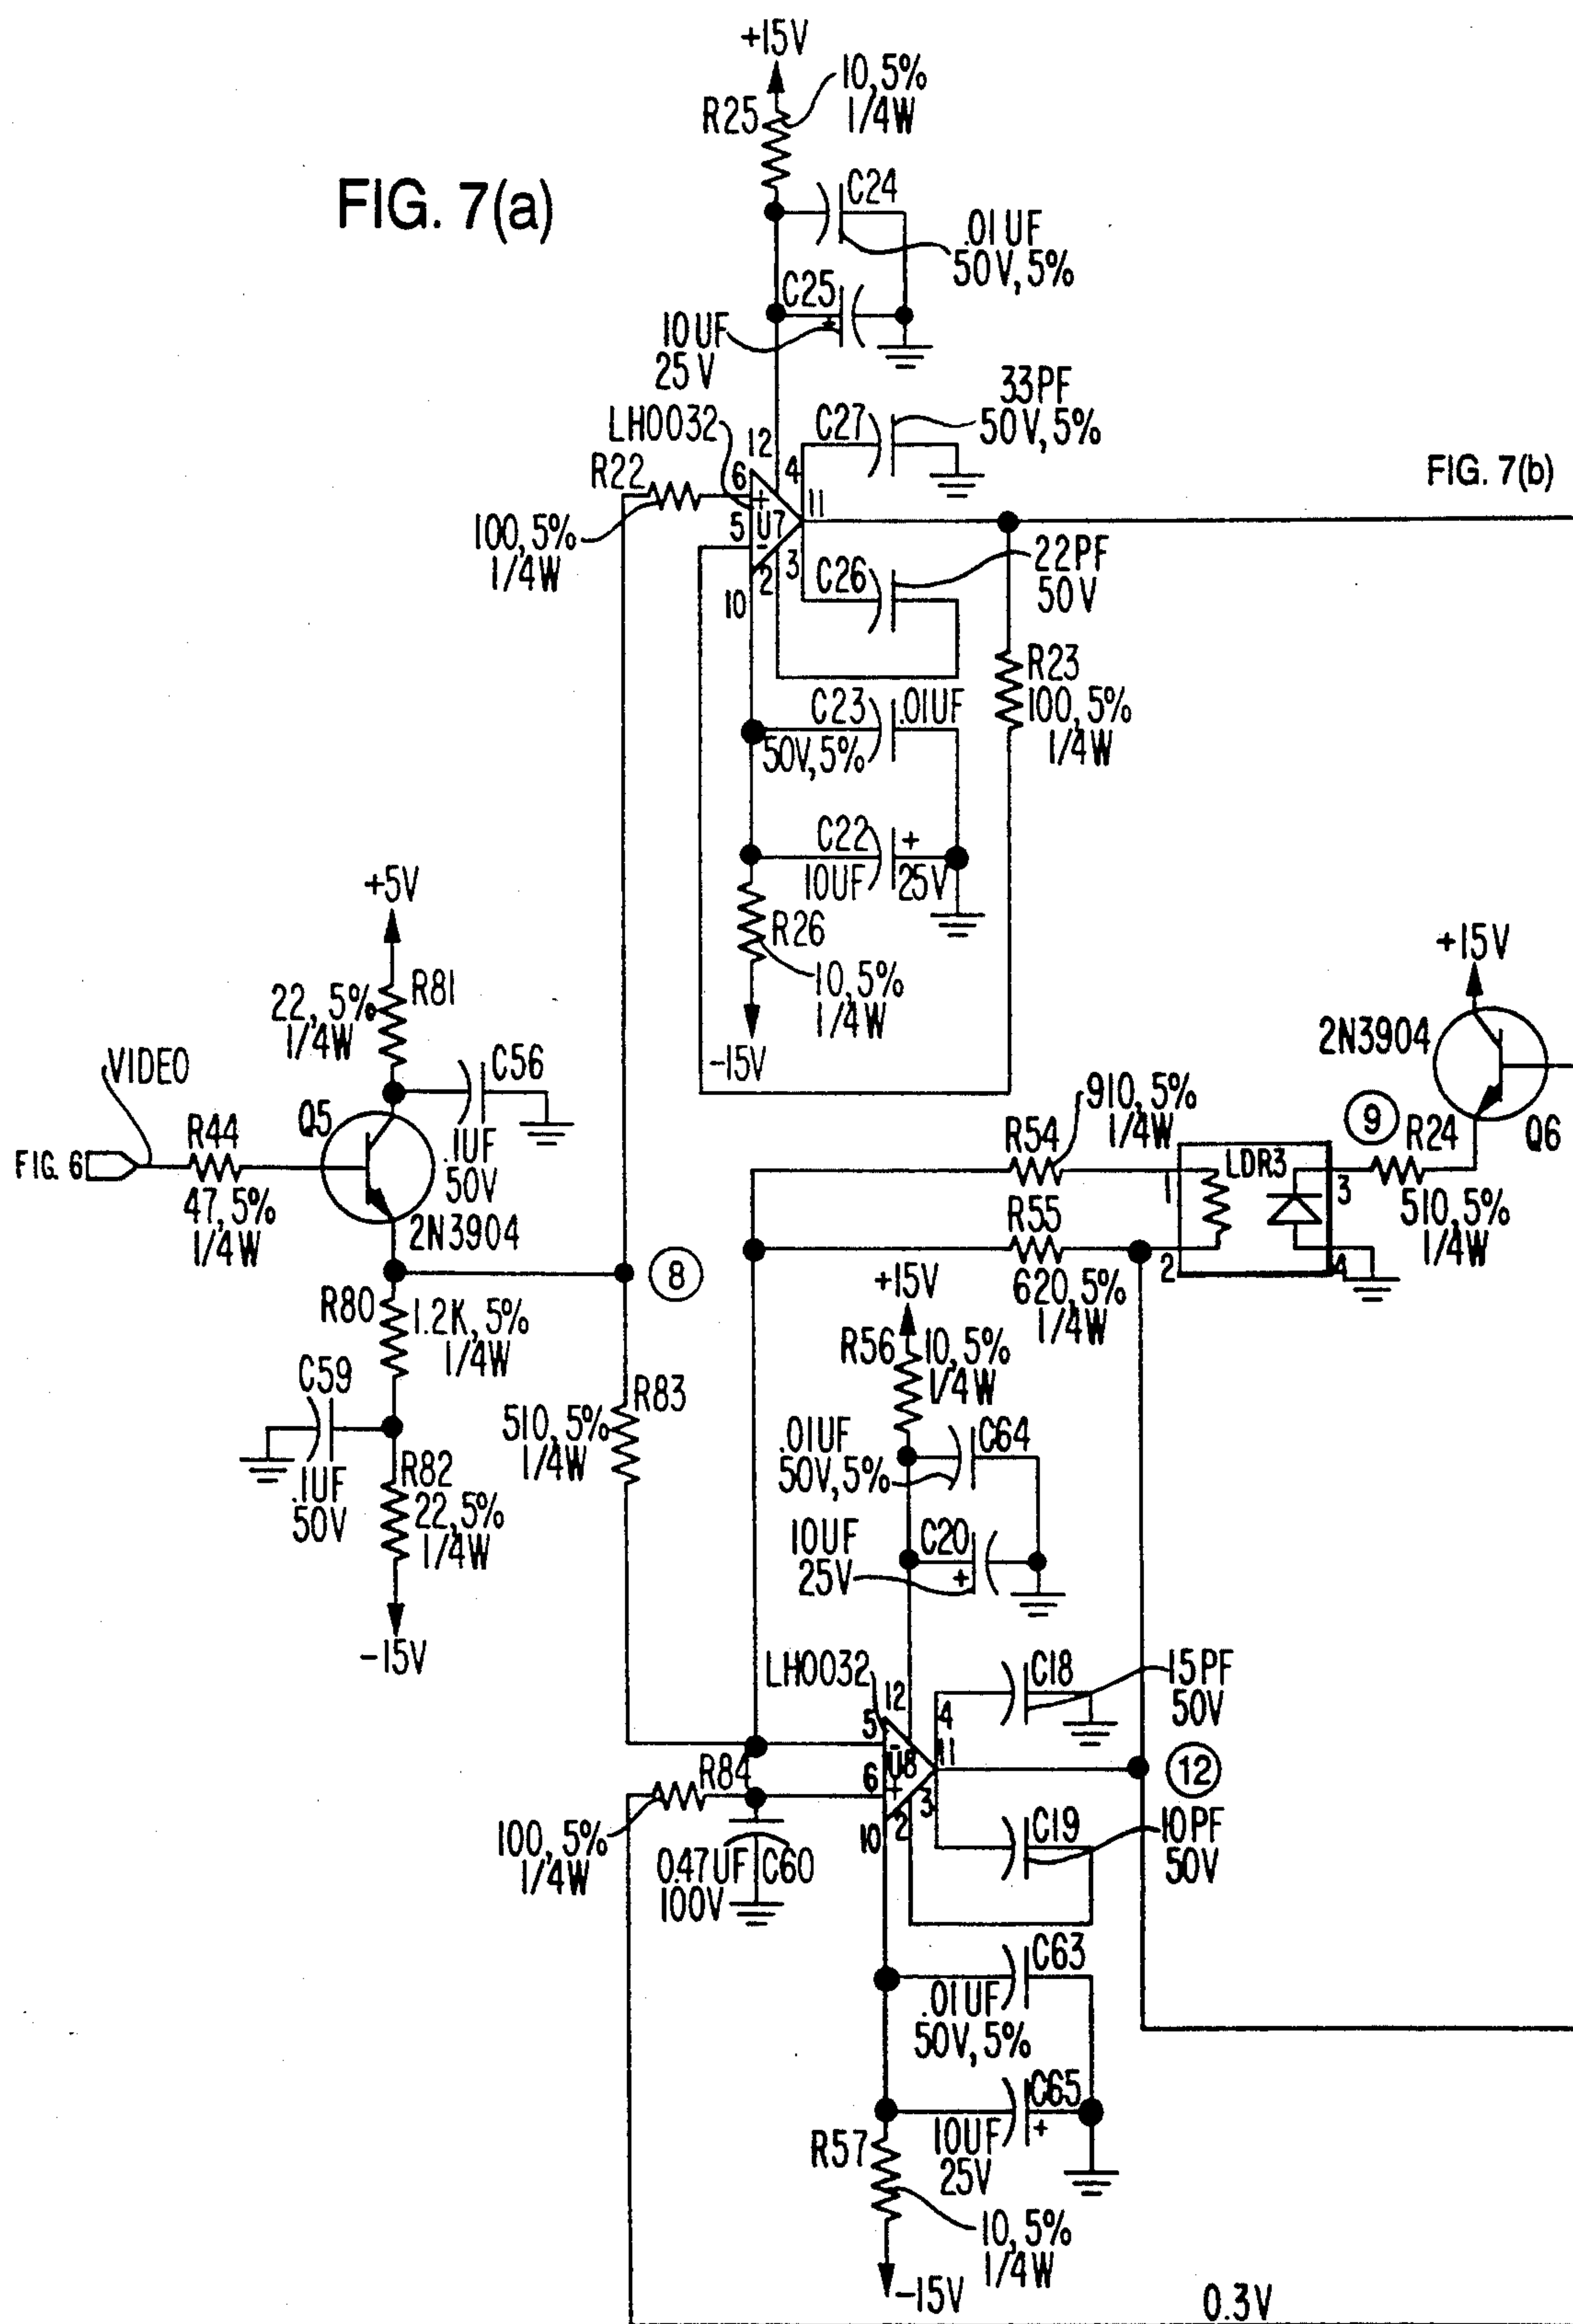 +15V
R25
10, 5%
1/4W
FIG. 7(a)
C24
.01UF
50V, 5%
C25
+
10UF
25V
33PF
50V, 5%
LH0032
12
C27
4
R22
6
+
11
FIG. 7(b)
5
U7
-
100, 5%
1/4W
3
2
10
C26
22PF
50V
R23
100, 5%
1/4W
C23
.01UF
50V, 5%
C22
+
10UF
25V
R26
10, 5%
1/4W
-15V
+5V
R81
22, 5%
1/4W
C56
.1UF
50V
VIDEO
Q5
FIG. 6
R44
47, 5%
1/4W
2N3904
+15V
2N3904
Q6
9
R24
510, 5%
1/4W
R54
910, 5%
1/4W
LDR3
1
3
R55
2
4
620, 5%
1/4W
8
R80
1.2K, 5%
1/4W
C59
.1UF
50V
R82
22, 5%
1/4W
-15V
R83
510, 5%
1/4W
+15V
R56
10, 5%
1/4W
.01UF
50V, 5%
C64
10UF
25V
C20
+
LH0032
12
C18
15PF
50V
4
5
-
11
U8
R84
6
+
3
12
2
10
100, 5%
1/4W
C19
10PF
50V
0.47UF
100V
C60
C63
.01UF
50V, 5%
C65
+
10UF
25V
R57
10, 5%
1/4W
-15V
0.3V